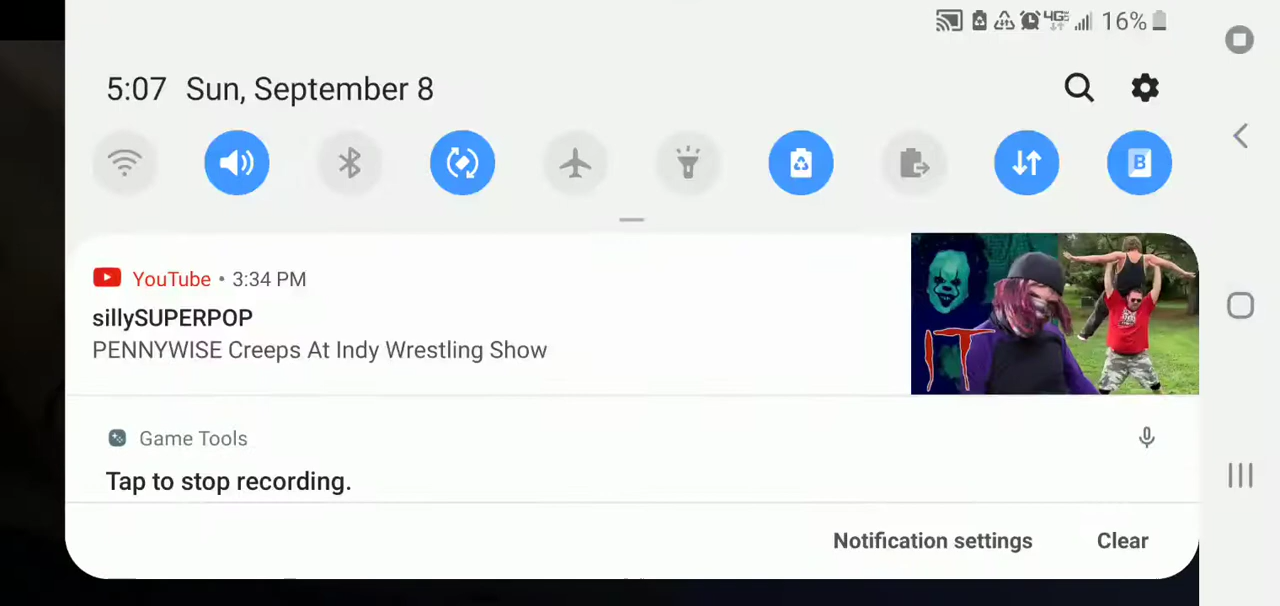 4GE 16%
5:07 Sun, September 8
B
YouTube • 3:34 PM
sillySUPERPOP
PENNYWISE Creeps At Indy Wrestling Show
IT
Game Tools
Tap to stop recording.
Notification settings Clear